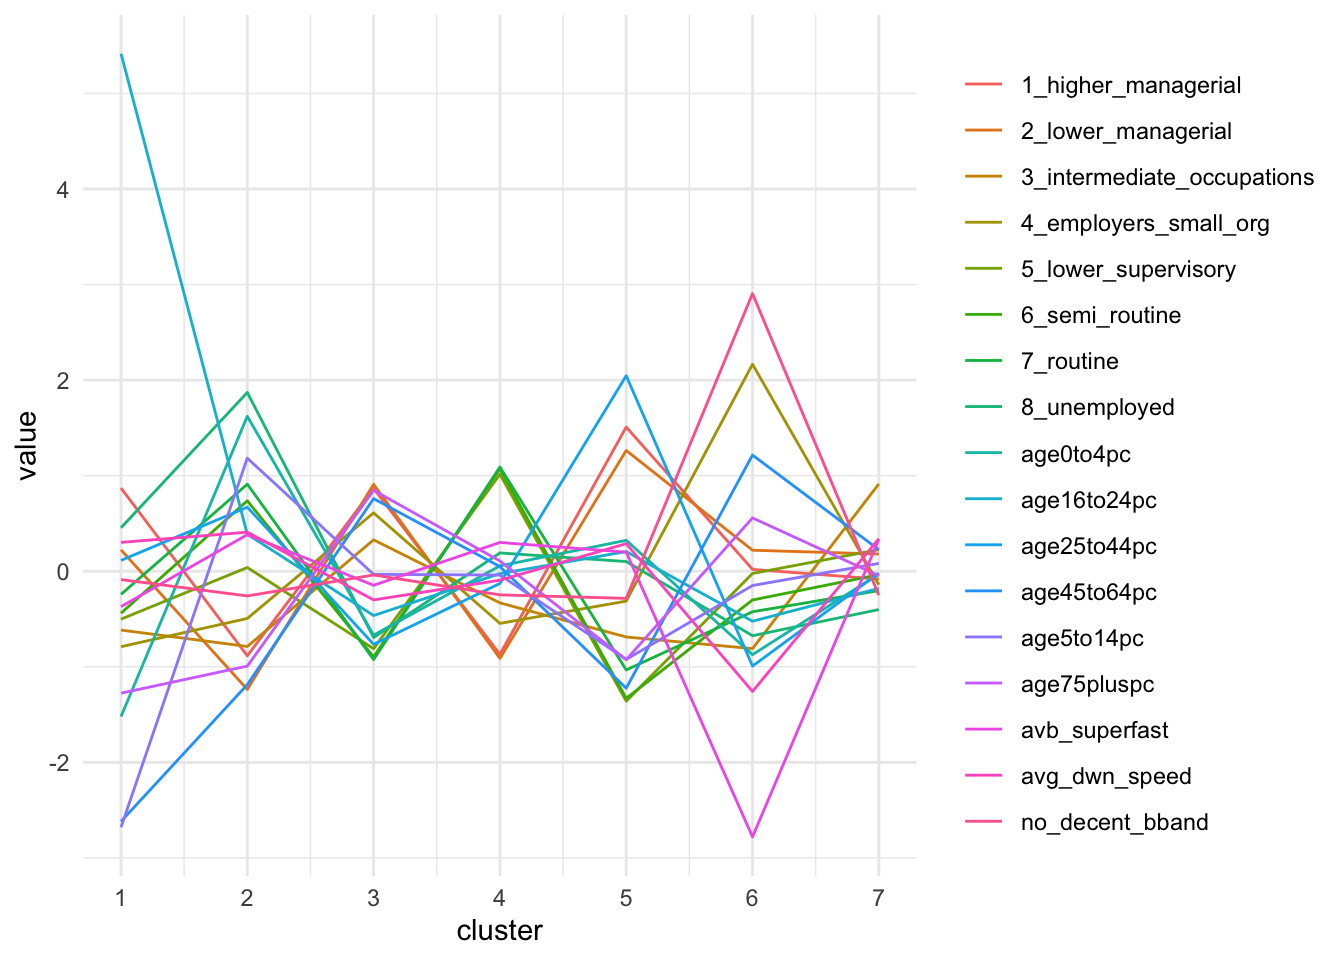 4
2
0
-2
value
1 2 3 4 5 6 7
cluster
1_higher_managerial
2_lower_managerial
3_intermediate_occupations
4_employers_small_org
5_lower_supervisory
6_semi_routine
7_routine
8_unemployed
age0to4pc
age16to24pc
age25to44pc
age45to64pc
age5to14pc
age75pluspc
avb_superfast
avg_dwn_speed
no_decent_bband